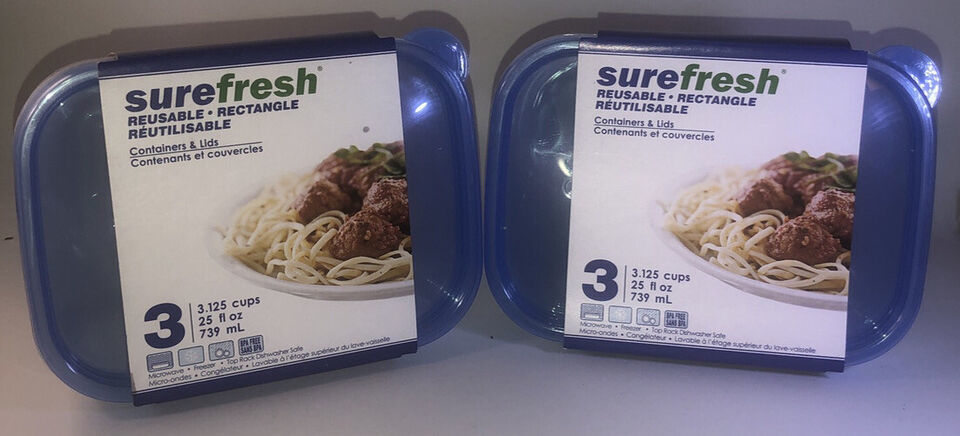 surefresh®
REUSABLE • RECTANGLE
RÉUTILISABLE
Containers & Lids
Contenants et couvercles
3
3.125 cups
25 fl oz
739 mL
BPA FREE
SANS BPA
Microwave • Freezer • Top Rack Dishwasher Safe
Micro-ondes • Congélateur • Lavable à l'étage supérieur du lave-vaisselle
surefresh®
REUSABLE • RECTANGLE
RÉUTILISABLE
Containers & Lids
Contenants et couvercles
3
3.125 cups
25 fl oz
739 mL
BPA FREE
SANS BPA
Microwave • Freezer • Top Rack Dishwasher Safe
Micro-ondes • Congélateur • Lavable à l'étage supérieur du lave-vaisselle